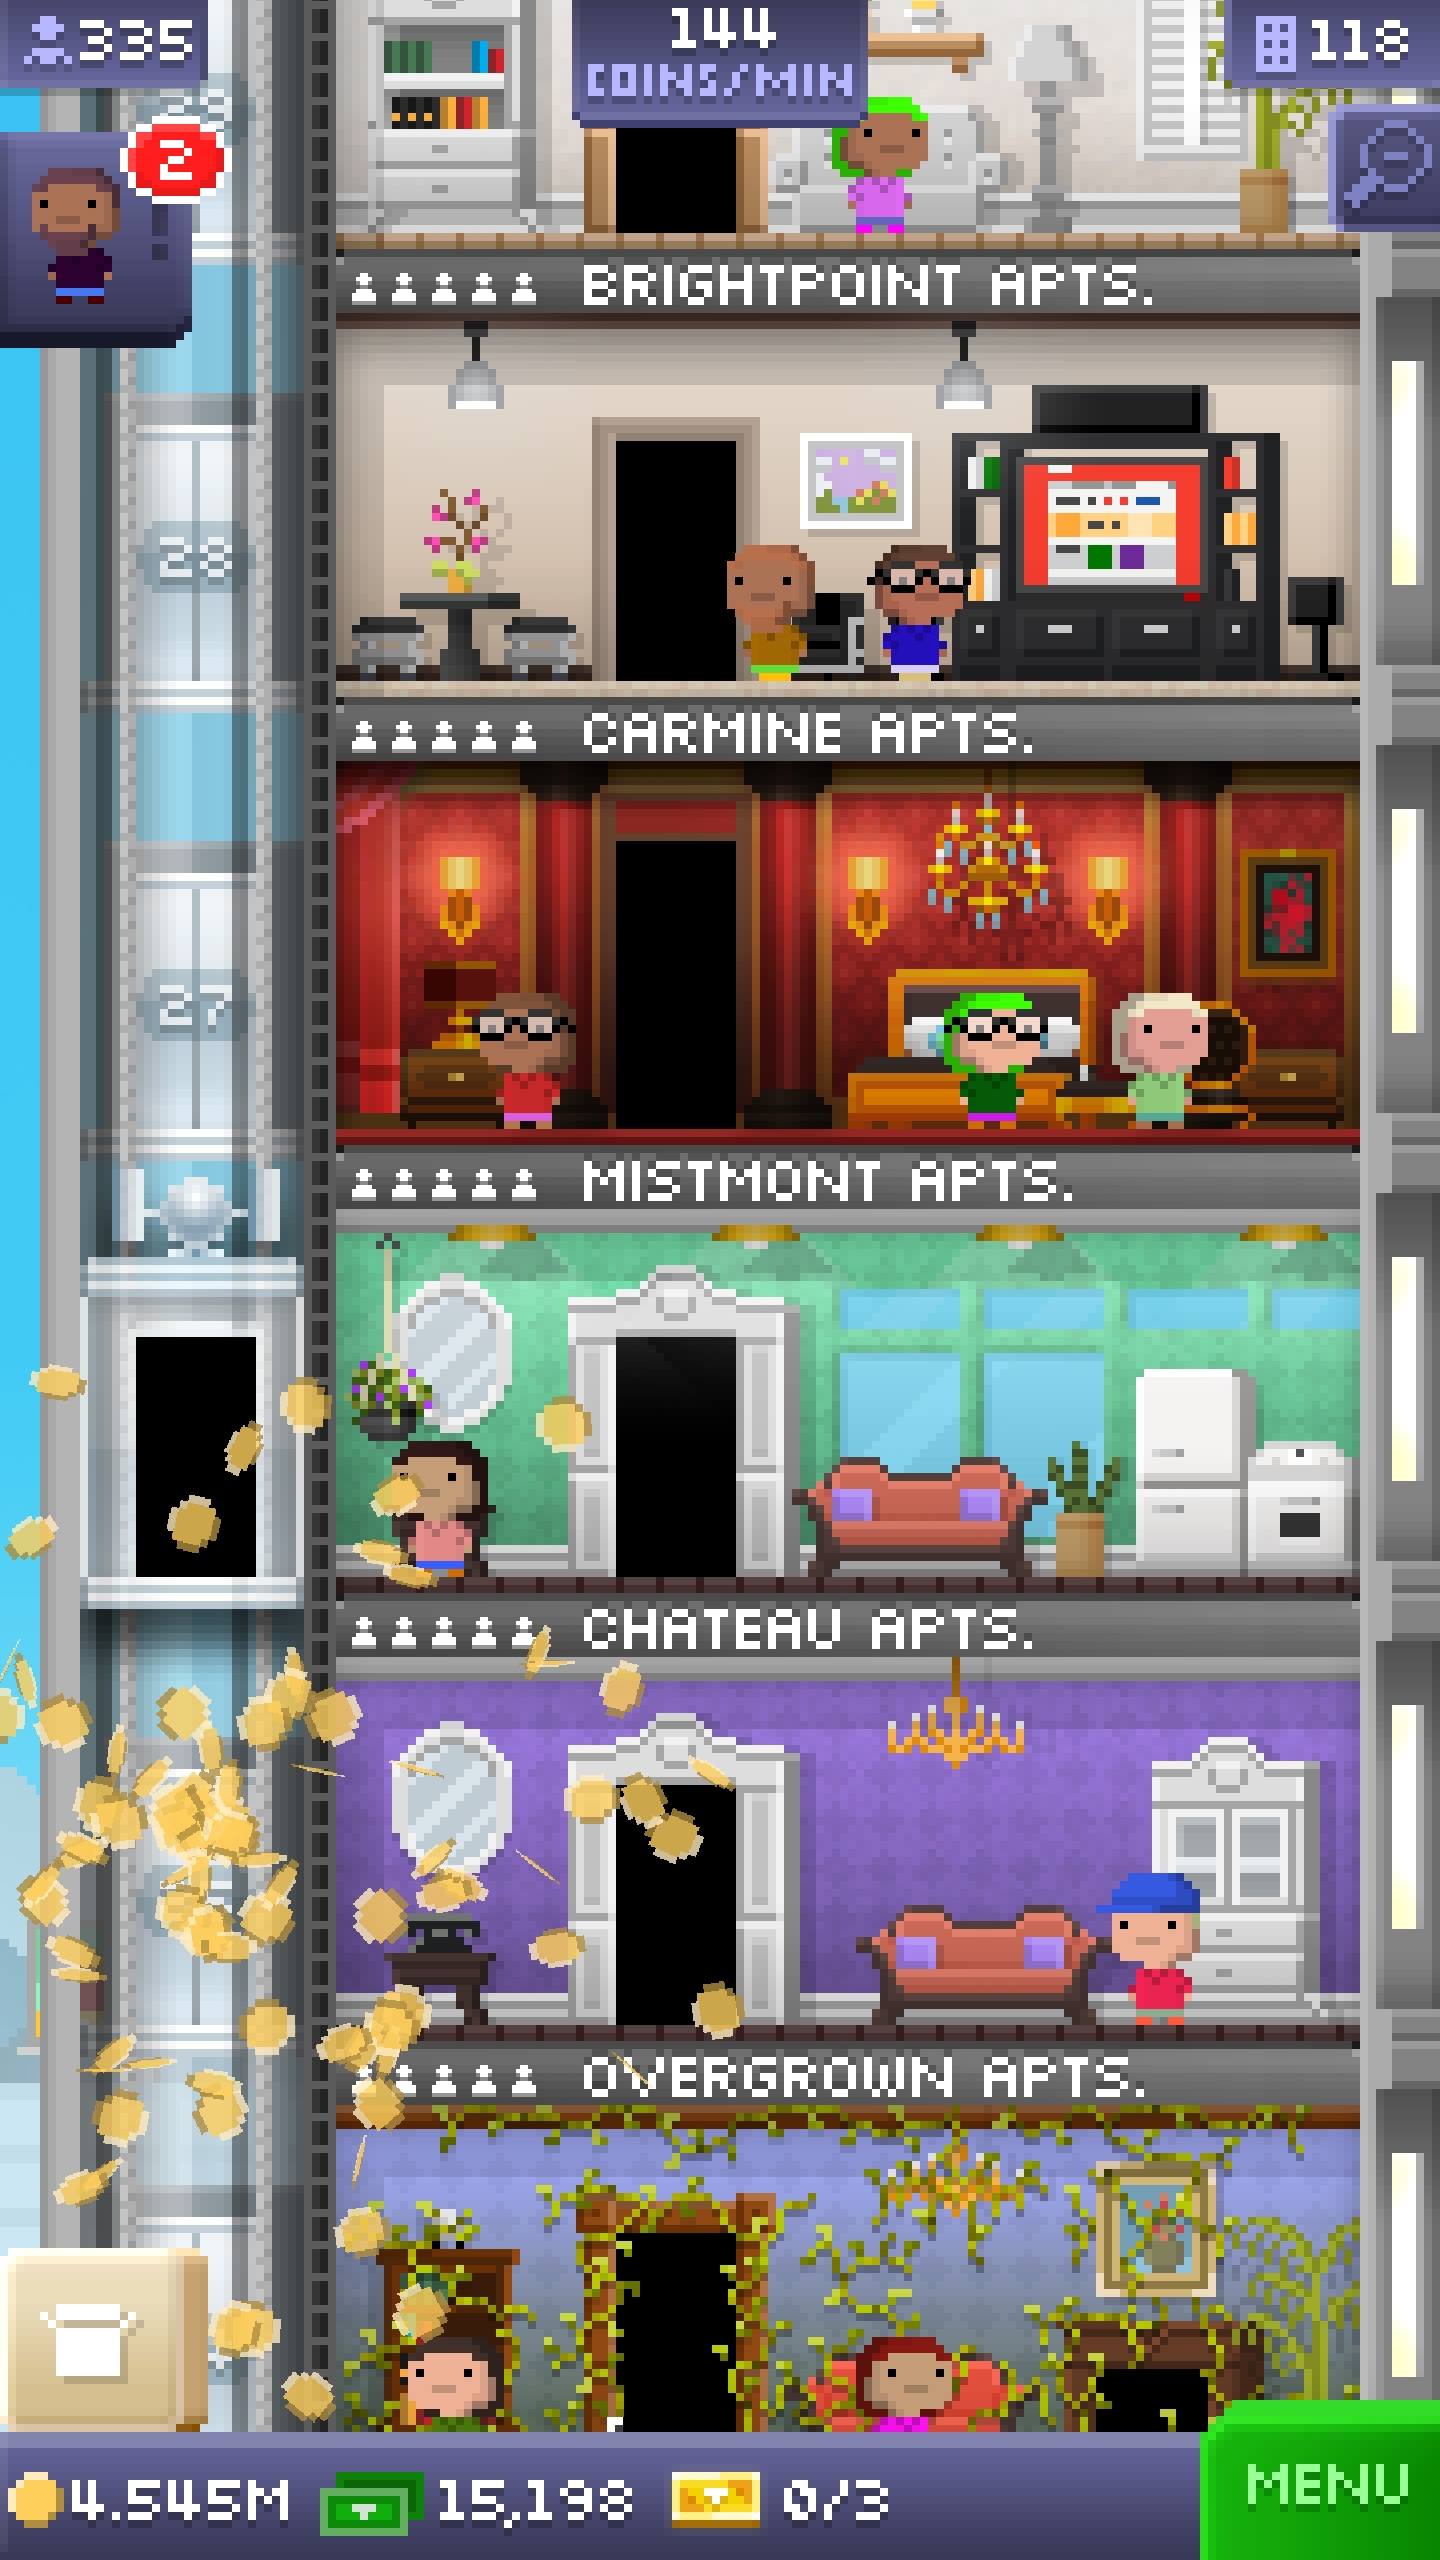 335
144
COINS/MIN
118
2
BRIGHTPOINT APTS.
28
CARMINE APTS.
27
MISTMONT APTS.
CHATEAU APTS.
OVERGROWN APTS.
4.545M
15,198
0/3
MENU